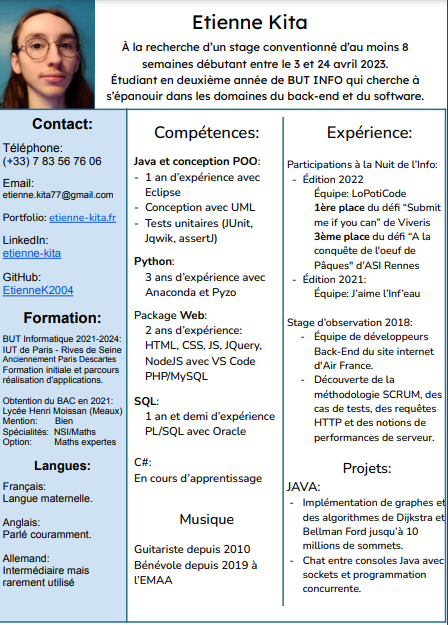 Etienne Kita
À la recherche d'un stage conventionné d'au moins 8
semaines débutant entre le 3 et 24 avril 2023.
Étudiant en deuxième année de BUT INFO qui cherche à
s'épanouir dans les domaines du back-end et du software.
Contact:
Téléphone:
(+33) 7 83 56 76 06
Email:
etienne.kita77@gmail.com
Portfolio: etienne-kita.fr
LinkedIn:
etienne-kita
GitHub:
EtienneK2004
Formation:
BUT Informatique 2021-2024:
IUT de Paris - Rives de Seine
Anciennement Paris Descartes
Formation initiale et parcours
réalisation d'applications.
Obtention du BAC en 2021:
Lycée Henri Moissan (Meaux)
Mention: Bien
Spécialités: NSI/Maths
Option: Maths expertes
Langues:
Français:
Langue maternelle.
Anglais:
Parlé couramment.
Allemand:
Intermédiaire mais
rarement utilisé
Compétences:
Java et conception POO:
- 1 an d'expérience avec
Eclipse
- Conception avec UML
- Tests unitaires (JUnit,
Jqwik, assertJ)
Python:
3 ans d'expérience avec
Anaconda et Pyzo
Package Web:
2 ans d'expérience:
HTML, CSS, JS, JQuery,
NodeJS avec VS Code
PHP/MySQL
SQL:
1 an et demi d'expérience
PL/SQL avec Oracle
C#:
En cours d'apprentissage
Musique
Guitariste depuis 2010
Bénévole depuis 2019 à
l'EMAA
Expérience:
Participations à la Nuit de l'Info:
- Édition 2022
Équipe: LoPotiCode
1ère place du défi "Submit
me if you can" de Viveris
3ème place du défi "A la
conquête de l'oeuf de
Pâques" d'ASI Rennes
- Édition 2021:
Équipe: J'aime l'Inf'eau
Stage d'observation 2018:
- Équipe de développeurs
Back-End du site internet
d'Air France.
- Découverte de la
méthodologie SCRUM, des
cas de tests, des requêtes
HTTP et des notions de
performances de serveur.
Projets:
JAVA:
- Implémentation de graphes et
des algorithmes de Dijkstra et
Bellman Ford jusqu'à 10
millions de sommets.
- Chat entre consoles Java avec
sockets et programmation
concurrente.